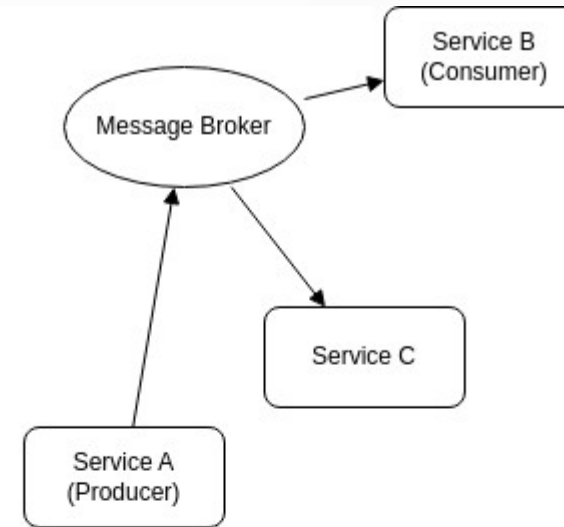 Service B
(Consumer)
Message Broker
Service C
Service A
(Producer)